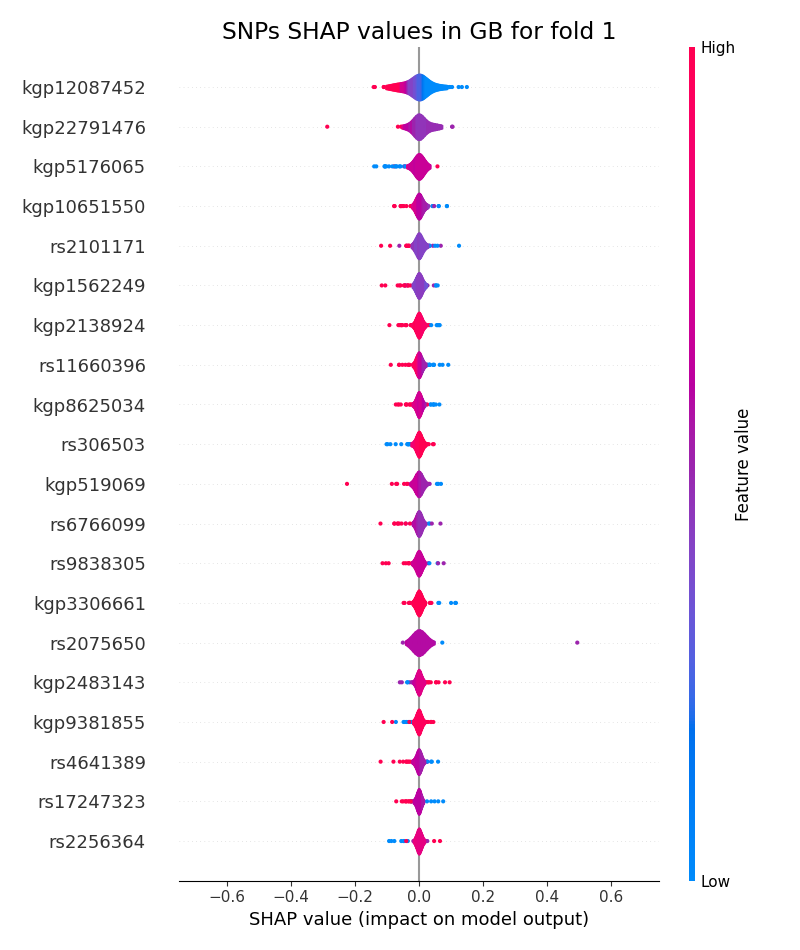 SNPs SHAP values in GB for fold 1
High
kgp12087452
kgp22791476
kgp5176065
kgp10651550
rs2101171
kgp1562249
kgp2138924
rs11660396
kgp8625034
rs306503
kgp519069
rs6766099
rs9838305
kgp3306661
rs2075650
kgp2483143
kgp9381855
rs4641389
rs17247323
rs2256364
Feature value
Low
−0.6 −0.4 −0.2 0.0 0.2 0.4 0.6
SHAP value (impact on model output)